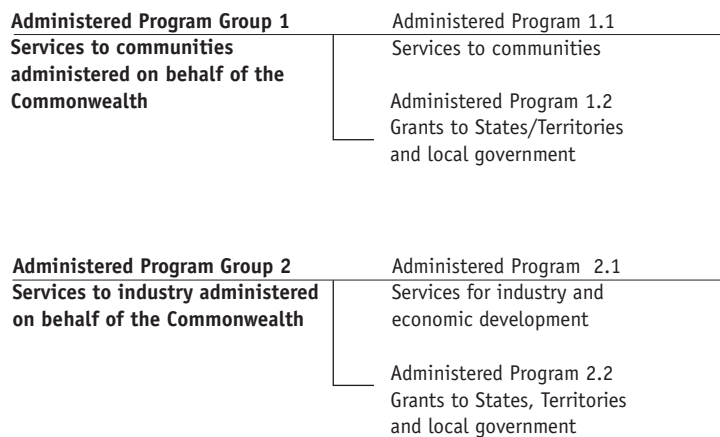 Administered Program Group 1
Services to communities
administered on behalf of the
Commonwealth
Administered Program 1.1
Services to communities
Administered Program 1.2
Grants to States/Territories
and local government
Administered Program Group 2
Services to industry administered
on behalf of the Commonwealth
Administered Program 2.1
Services for industry and
economic development
Administered Program 2.2
Grants to States, Territories
and local government